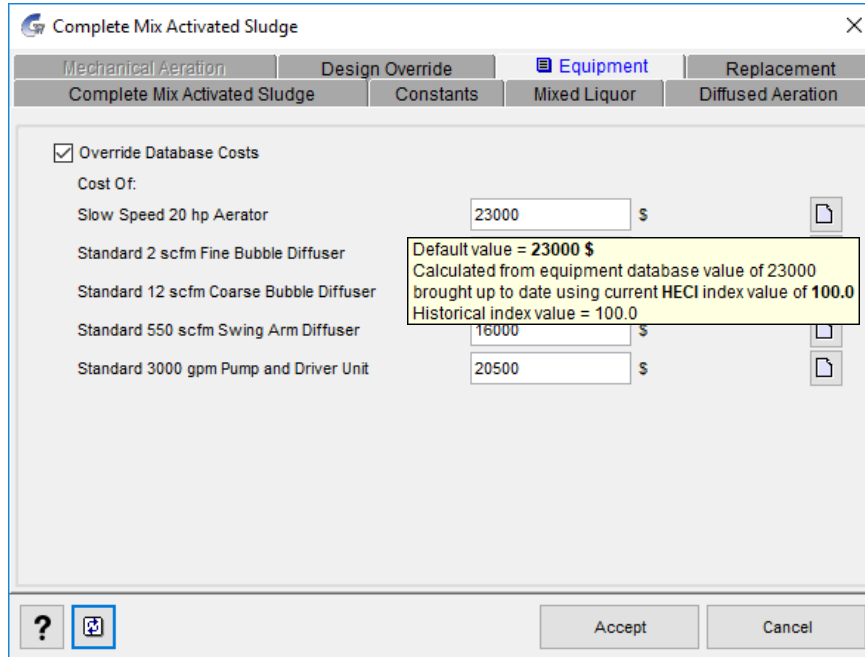 Complete Mix Activated Sludge
Mechanical Aeration Design Override Equipment Replacement
Complete Mix Activated Sludge Constants Mixed Liquor Diffused Aeration
Override Database Costs
Cost Of:
Slow Speed 20 hp Aerator 23000 $
Standard 2 scfm Fine Bubble Diffuser
Default value = 23000 $
Calculated from equipment database value of 23000
brought up to date using current HECI index value of 100.0
Historical index value = 100.0
Standard 12 scfm Coarse Bubble Diffuser
Standard 550 scfm Swing Arm Diffuser 16000 $
Standard 3000 gpm Pump and Driver Unit 20500 $
? Accept Cancel